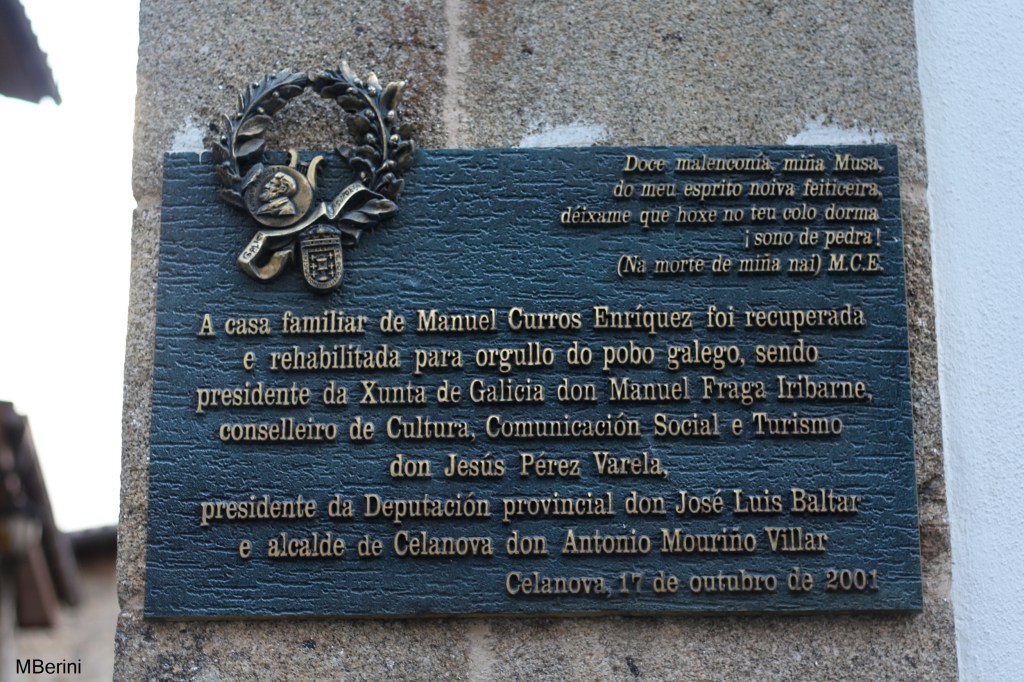 Doce malenconía, miña Musa,
do meu esprito noiva feiticeira,
déixame que hoxe no teu colo dorma
¡sono de pedra!
(Na morte de miña nai) M.C.E.
A casa familiar de Manuel Curros Enríquez foi recuperada
e rehabilitada para orgullo do pobo galego, sendo
presidente da Xunta de Galicia don Manuel Fraga Iribarne,
conselleiro de Cultura, Comunicación Social e Turismo
don Jesús Pérez Varela,
presidente da Deputación provincial don José Luis Baltar
e alcalde de Celanova don Antonio Mouriño Villar
Celanova, 17 de outubro de 2001
MBerini